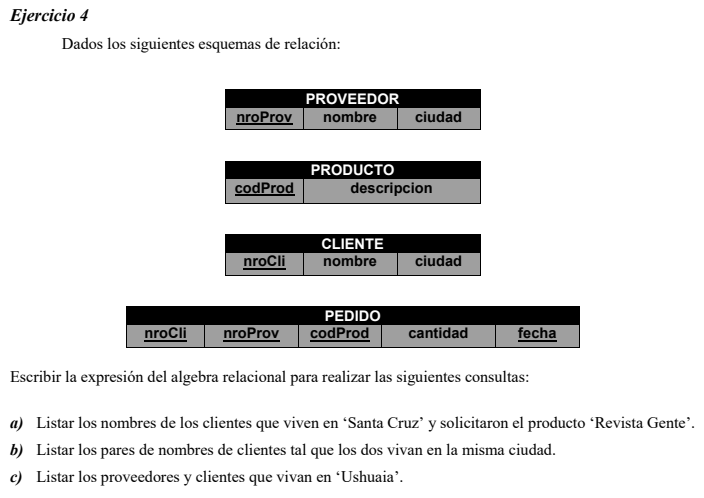 Ejercicio 4
Dados los siguientes esquemas de relación:
PROVEEDOR
nroProv nombre ciudad
PRODUCTO
codProd descripcion
CLIENTE
nroCli nombre ciudad
PEDIDO
nroCli nroProv codProd cantidad fecha
Escribir la expresión del algebra relacional para realizar las siguientes consultas:
a) Listar los nombres de los clientes que viven en ‘Santa Cruz’ y solicitaron el producto ‘Revista Gente’.
b) Listar los pares de nombres de clientes tal que los dos vivan en la misma ciudad.
c) Listar los proveedores y clientes que vivan en ‘Ushuaia’.